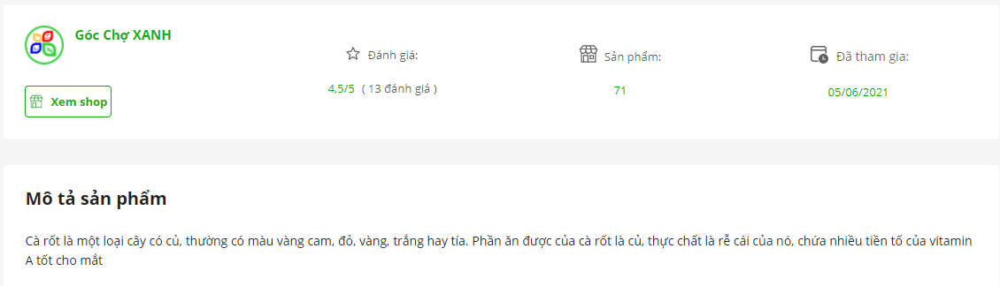 Góc Chợ XANH
Đánh giá:
Sản phẩm:
Đã tham gia:
Xem shop
4,5/5 ( 13 đánh giá )
71
05/06/2021
Mô tả sản phẩm
Cà rốt là một loại cây có củ, thường có màu vàng cam, đỏ, vàng, trắng hay tía. Phần ăn được của cà rốt là củ, thực chất là rễ cái của nó, chứa nhiều tiền tố của vitamin
A tốt cho mắt